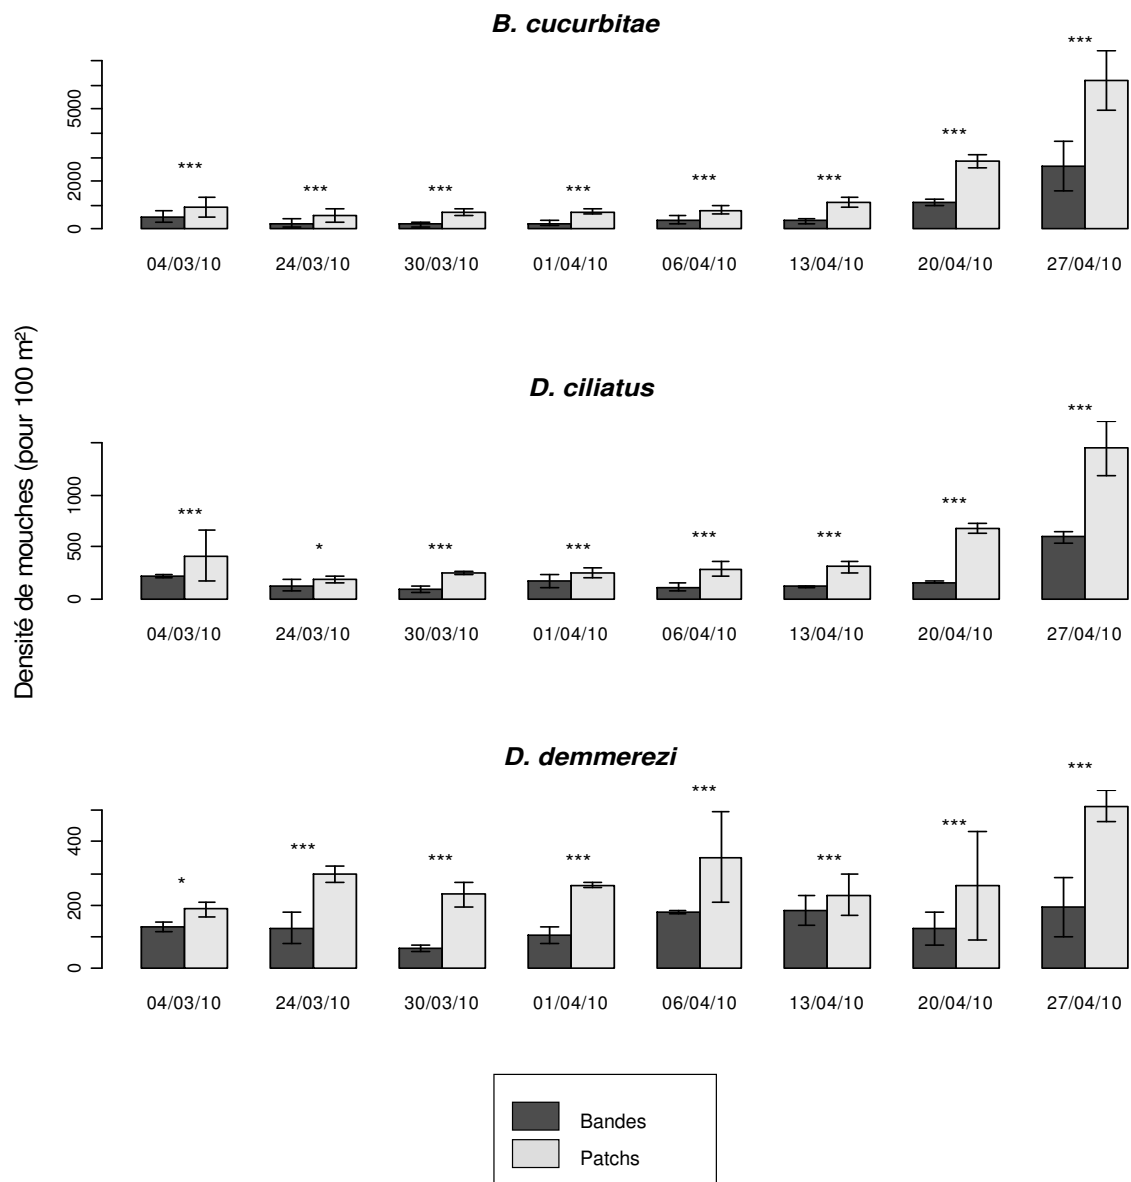 B. cucurbitae
*** *** *** *** *** *** *** ***
0 2000 5000
04/03/10 24/03/10 30/03/10 01/04/10 06/04/10 13/04/10 20/04/10 27/04/10
Densité de mouches (pour 100 m²)
D. ciliatus
*** * *** *** *** *** *** ***
0 500 1000
04/03/10 24/03/10 30/03/10 01/04/10 06/04/10 13/04/10 20/04/10 27/04/10
D. demmerezi
* *** *** *** *** *** *** ***
0 200 400
04/03/10 24/03/10 30/03/10 01/04/10 06/04/10 13/04/10 20/04/10 27/04/10
Bandes
Patchs